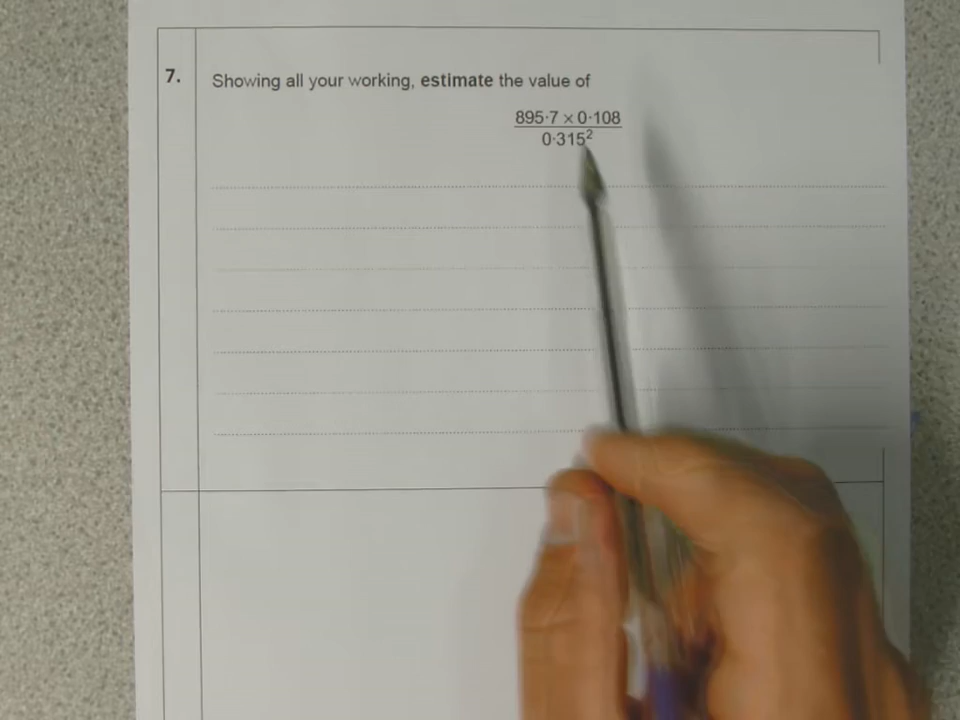 7. Showing all your working, estimate the value of
895·7 × 0·108
0·315²